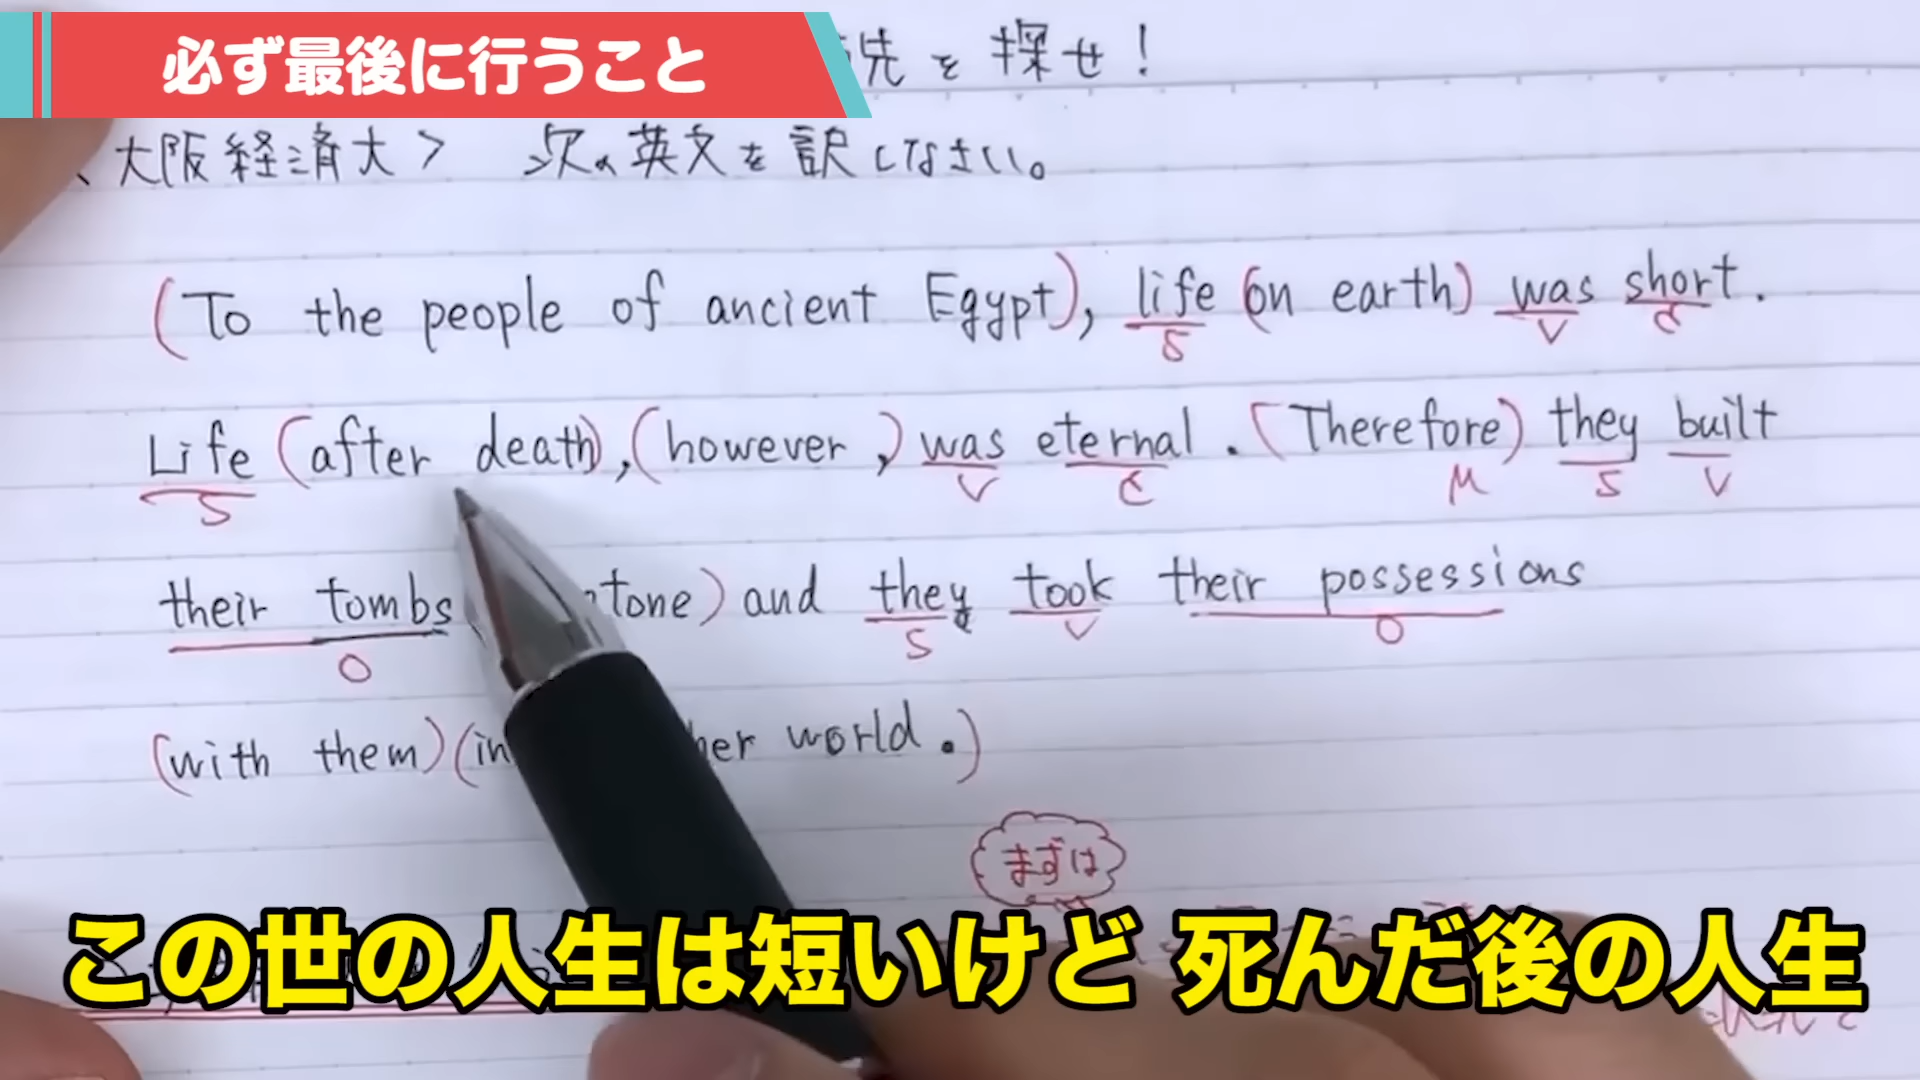 必ず最後に行うこと
先を探せ!
大阪経済大> 次の英文を訳しなさい。
(To the people of ancient Egypt), life (on earth) was short.
S V C
Life (after death), (however,) was eternal. (Therefore) they built
S V C M S V
their tombs tone) and they took their possessions
O S V O
(with them) (in her world.)
まずは
この世の人生は短いけど 死んだ後の人生